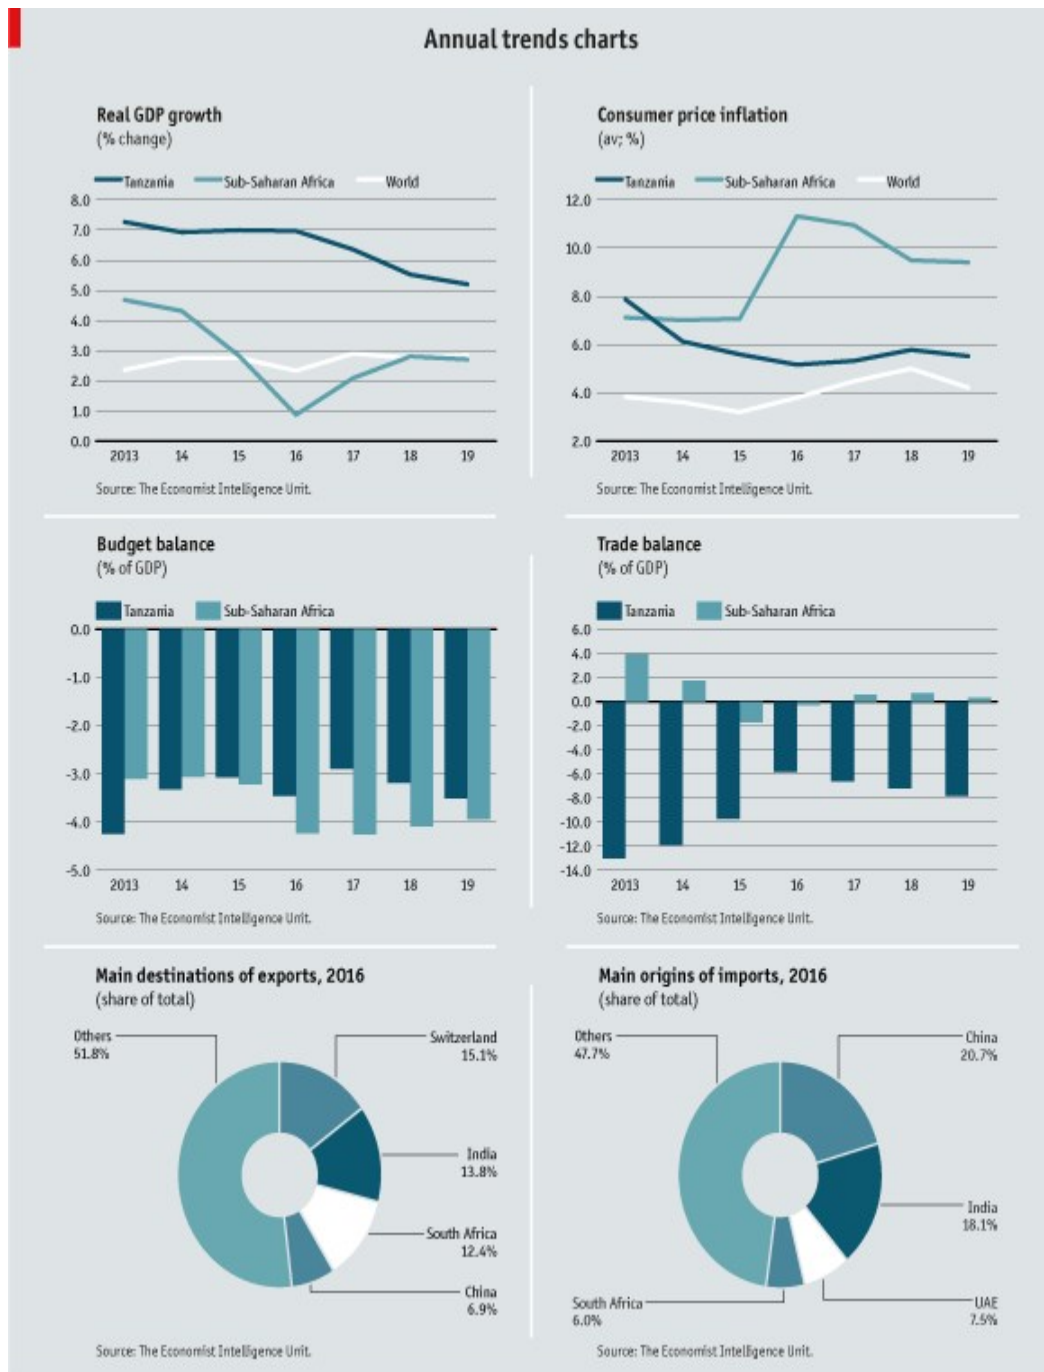 Annual trends charts
Real GDP growth
(% change)
Tanzania Sub-Saharan Africa World
8.0
7.0
6.0
5.0
4.0
3.0
2.0
1.0
0.0
2013 14 15 16 17 18 19
Source: The Economist Intelligence Unit.
Consumer price inflation
(av; %)
Tanzania Sub-Saharan Africa World
12.0
10.0
8.0
6.0
4.0
2.0
2013 14 15 16 17 18 19
Source: The Economist Intelligence Unit.
Budget balance
(% of GDP)
Tanzania Sub-Saharan Africa
0.0
-1.0
-2.0
-3.0
-4.0
-5.0
2013 14 15 16 17 18 19
Source: The Economist Intelligence Unit.
Trade balance
(% of GDP)
Tanzania Sub-Saharan Africa
6.0
4.0
2.0
0.0
-2.0
-4.0
-6.0
-8.0
-10.0
-12.0
-14.0
2013 14 15 16 17 18 19
Source: The Economist Intelligence Unit.
Main destinations of exports, 2016
(share of total)
Others
51.8%
Switzerland
15.1%
India
13.8%
South Africa
12.4%
China
6.9%
Source: The Economist Intelligence Unit.
Main origins of imports, 2016
(share of total)
Others
47.7%
China
20.7%
India
18.1%
South Africa
6.0%
UAE
7.5%
Source: The Economist Intelligence Unit.